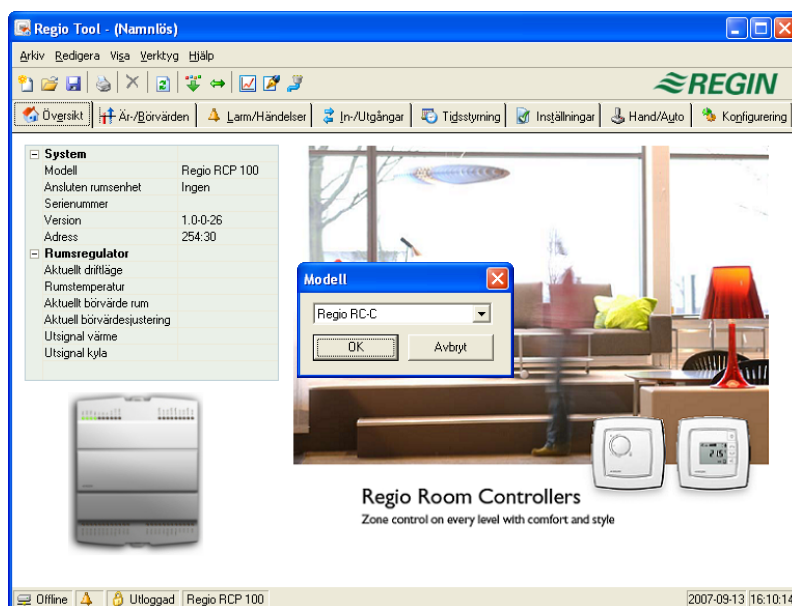 Regio Tool - (Namnlös)
Arkiv Redigera Visa Verktyg Hjälp
REGIN
Översikt Är-/Börvärden Larm/Händelser In-/Utgångar Tidsstyrning Inställningar Hand/Auto Konfigurering
System
Modell Regio RCP 100
Ansluten rumsenhet Ingen
Serienummer
Version 1.0-0-26
Adress 254:30
Rumsregulator
Aktuellt driftläge
Rumstemperatur
Aktuellt börvärde rum
Aktuell börvärdesjustering
Utsignal värme
Utsignal kyla
Modell
Regio RC-C
OK Avbryt
Regio Room Controllers
Zone control on every level with comfort and style
Offline Utloggad Regio RCP 100 2007-09-13 16:10:14